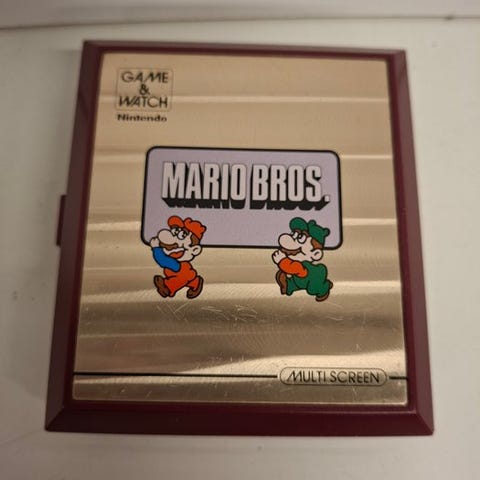 GAME
&
WATCH
Nintendo
MARIO BROS.
MULTI SCREEN